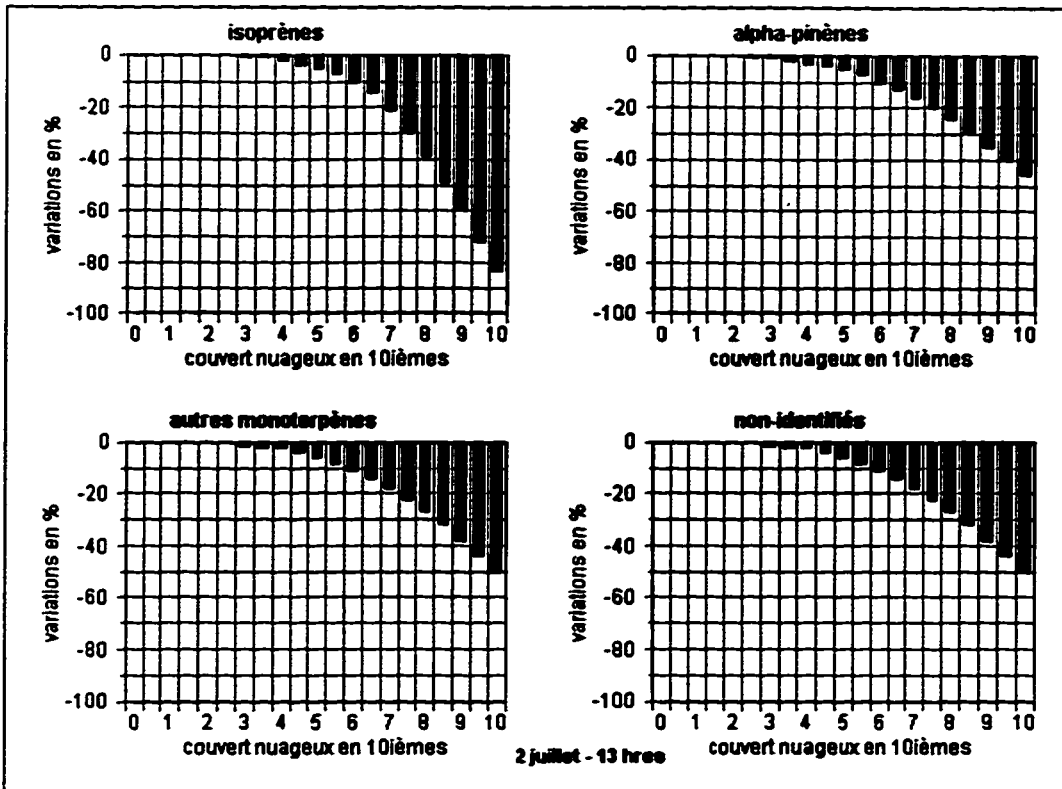 isoprènes
0
-20
-40
-60
-80
-100
variations en %
0 1 2 3 4 5 6 7 8 9 10
couvert nuageux en 10ièmes
alpha-pinènes
0
-20
-40
-60
-80
-100
variations en %
0 1 2 3 4 5 6 7 8 9 10
couvert nuageux en 10ièmes
autres monoterpènes
0
-20
-40
-60
-80
-100
variations en %
0 1 2 3 4 5 6 7 8 9 10
couvert nuageux en 10ièmes
non-identifiés
0
-20
-40
-60
-80
-100
variations en %
0 1 2 3 4 5 6 7 8 9 10
couvert nuageux en 10ièmes
2 juillet - 13 hres